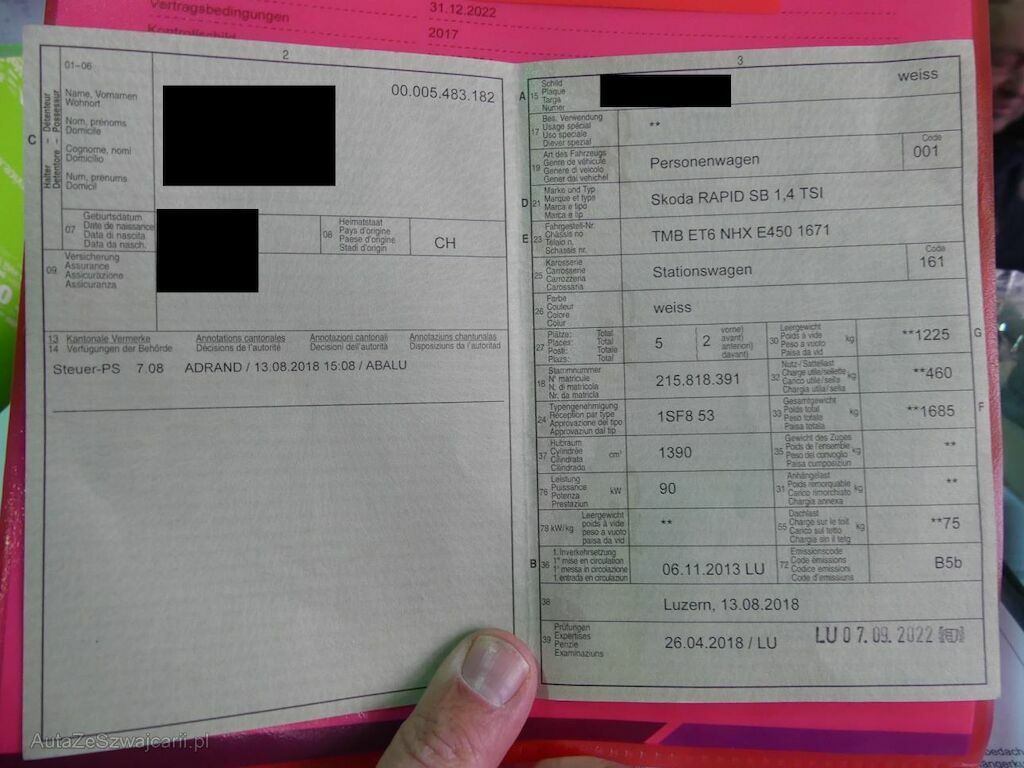 Vertragsbedingungen
31.12.2022
Kontrollschild
2017
2
01–06
C
Halter – Détenteur
Detentore – Possessur
Name, Vornamen
Wohnort
Nom, prénoms
Domicile
Cognome, nomi
Domicilio
Num, prenums
Domicil
00.005.483.182
07
Geburtsdatum
Date de naissance
Data di nascita
Data da nasch.
08
Heimatstaat
Pays d'origine
Paese d'origine
Stadi d'origin
CH
09
Versicherung
Assurance
Assicurazione
Assicuranza
13 Kantonale Vermerke Annotations cantonales Annotazioni cantonali Annotaziuns chantunalas
14 Verfügungen der Behörde Décisions de l'autorité Decisioni dell'autorità Disposiziuns da l'autoritad
Steuer-PS 7.08 ADRAND / 13.08.2018 15:08 / ABALU
3
A 15
Schild
Plaque
Targa
Numer
weiss
17
Bes. Verwendung
Usage spécial
Uso speciale
Diever spezial
**
19
Art des Fahrzeugs
Genre de véhicule
Genere di veicolo
Gener dal vehichel
Personenwagen
Code
001
D 21
Marke und Typ
Marque et type
Marca e tipo
Marca e tip
Skoda RAPID SB 1,4 TSI
E 23
Fahrgestell-Nr.
Châssis no
Telaio n.
Schassis nr.
TMB ET6 NHX E450 1671
25
Karosserie
Carrosserie
Carrozzeria
Carossaria
Stationswagen
Code
161
26
Farbe
Couleur
Colore
Colur
weiss
27
Plätze: Total
Places: Total
Posti: Totale
Plazs: Total
5
2
vorne)
avant)
anteriori)
davant)
30
Leergewicht
Poids à vide
Peso a vuoto
Paisa da vid
kg
**1225
G
18
Stammnummer
N° matricule
N. di matricola
Nr. da matricla
215.818.391
32
Nutz-/Sattellast
Charge utile/sellette
Carico utile/sella
Chargia utila/sella
kg
**460
24
Typengenehmigung
Réception par type
Approvazione del tipo
Approvaziun dal tip
1SF8 53
33
Gesamtgewicht
Poids total
Peso totale
Paisa totala
kg
**1685
F
37
Hubraum
Cylindrée
Cilindrata
Cilindrada
cm³
1390
35
Gewicht des Zuges
Poids de l'ensemble
Peso del convoglio
Paisa cumposiziun
kg
**
76
Leistung
Puissance
Potenza
Prestaziun
kW
90
31
Anhängelast
Poids remorquable
Carico rimorchiato
Chargia annexa
kg
**
78 kW/kg
Leergewicht
poids à vide
peso a vuoto
paisa da vid
**
55
Dachlast
Charge sur le toit
Carico sul tetto
Chargia sin il tetg
kg
**75
B 36
1. Inverkehrsetzung
1re mise en circulation
1a messa in circolazione
1. entrada en circulaziun
06.11.2013 LU
72
Emissionscode
Code émissions
Codice emissioni
Code d'emissiuns
B5b
38
Luzern, 13.08.2018
39
Prüfungen
Expertises
Perizie
Examinaziuns
26.04.2018 / LU
LU 07.09.2022
AutaZeSzwajcarii.pl